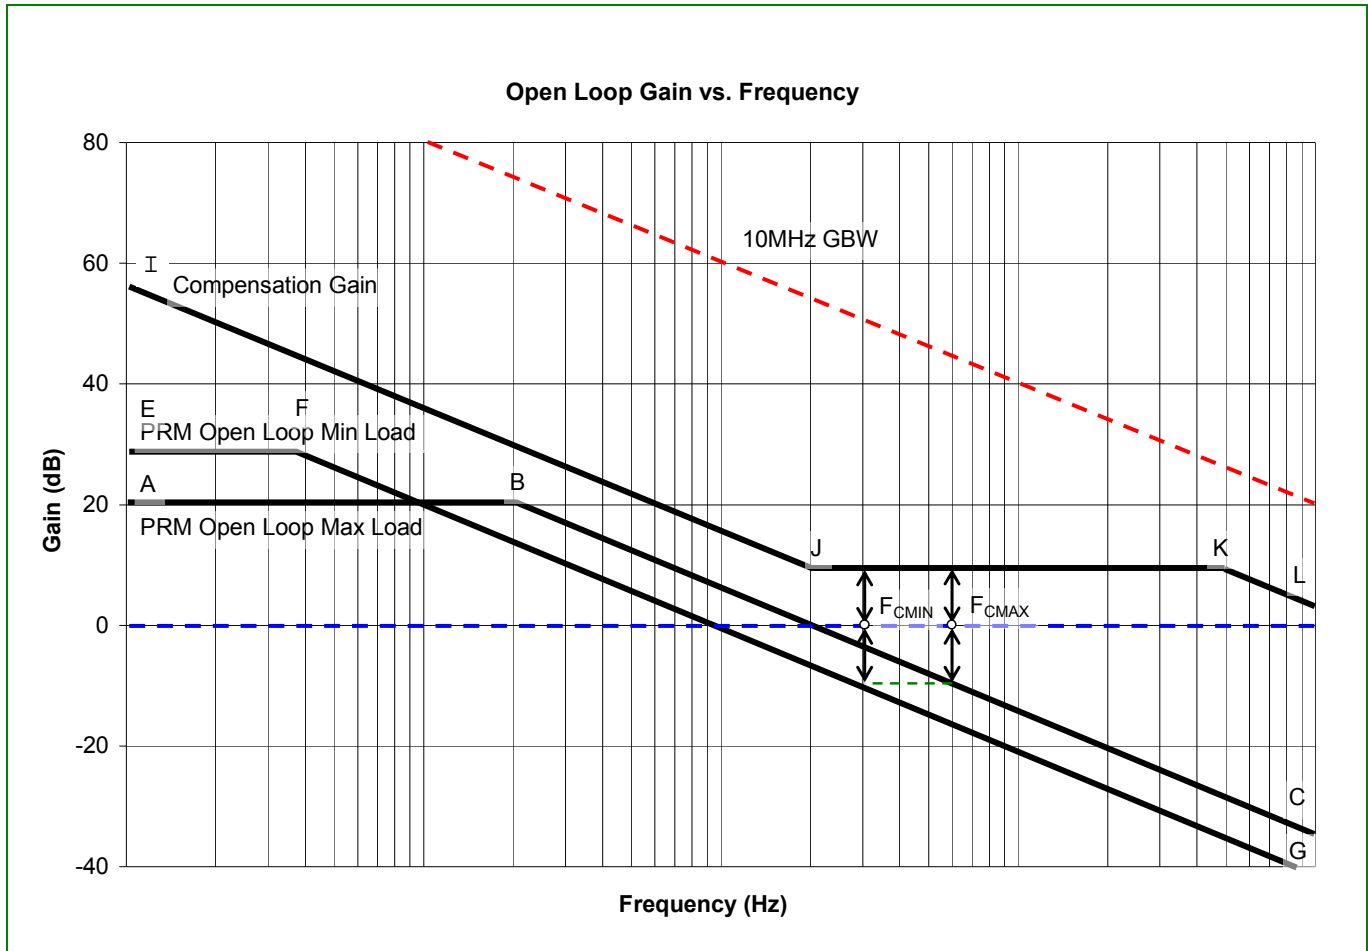 Open Loop Gain vs. Frequency
80
60
40
20
0
-20
-40
Gain (dB)
10MHz GBW
I
Compensation Gain
E
F
PRM Open Loop Min Load
A
B
PRM Open Loop Max Load
J
K
L
FCMIN
FCMAX
C
G
Frequency (Hz)